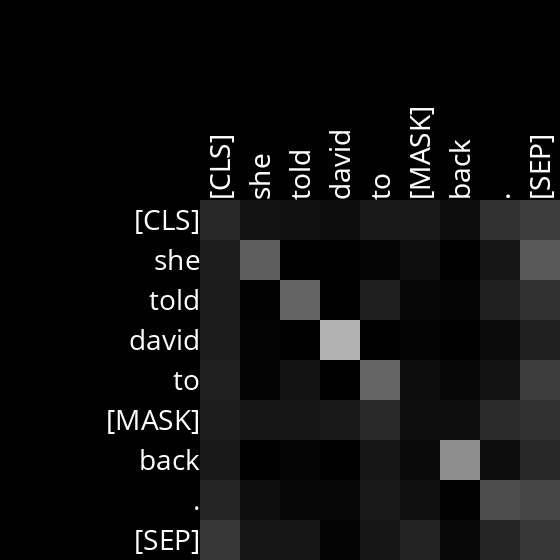 [CLS] she told david to [MASK] back . [SEP]
[CLS]
she
told
david
to
[MASK]
back
.
[SEP]